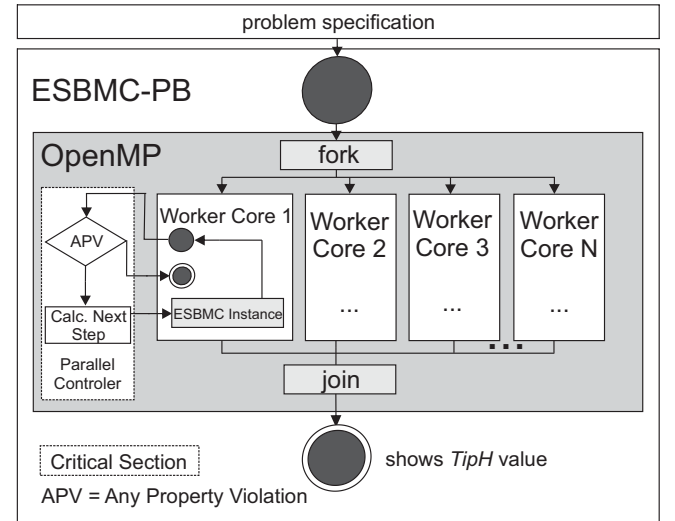 problem specification
ESBMC-PB
OpenMP
fork
APV
Calc. Next
Step
Parallel
Controler
Worker Core 1
ESBMC Instance
Worker
Core 2
...
Worker
Core 3
...
Worker
Core N
...
...
join
shows TipH value
Critical Section
APV = Any Property Violation